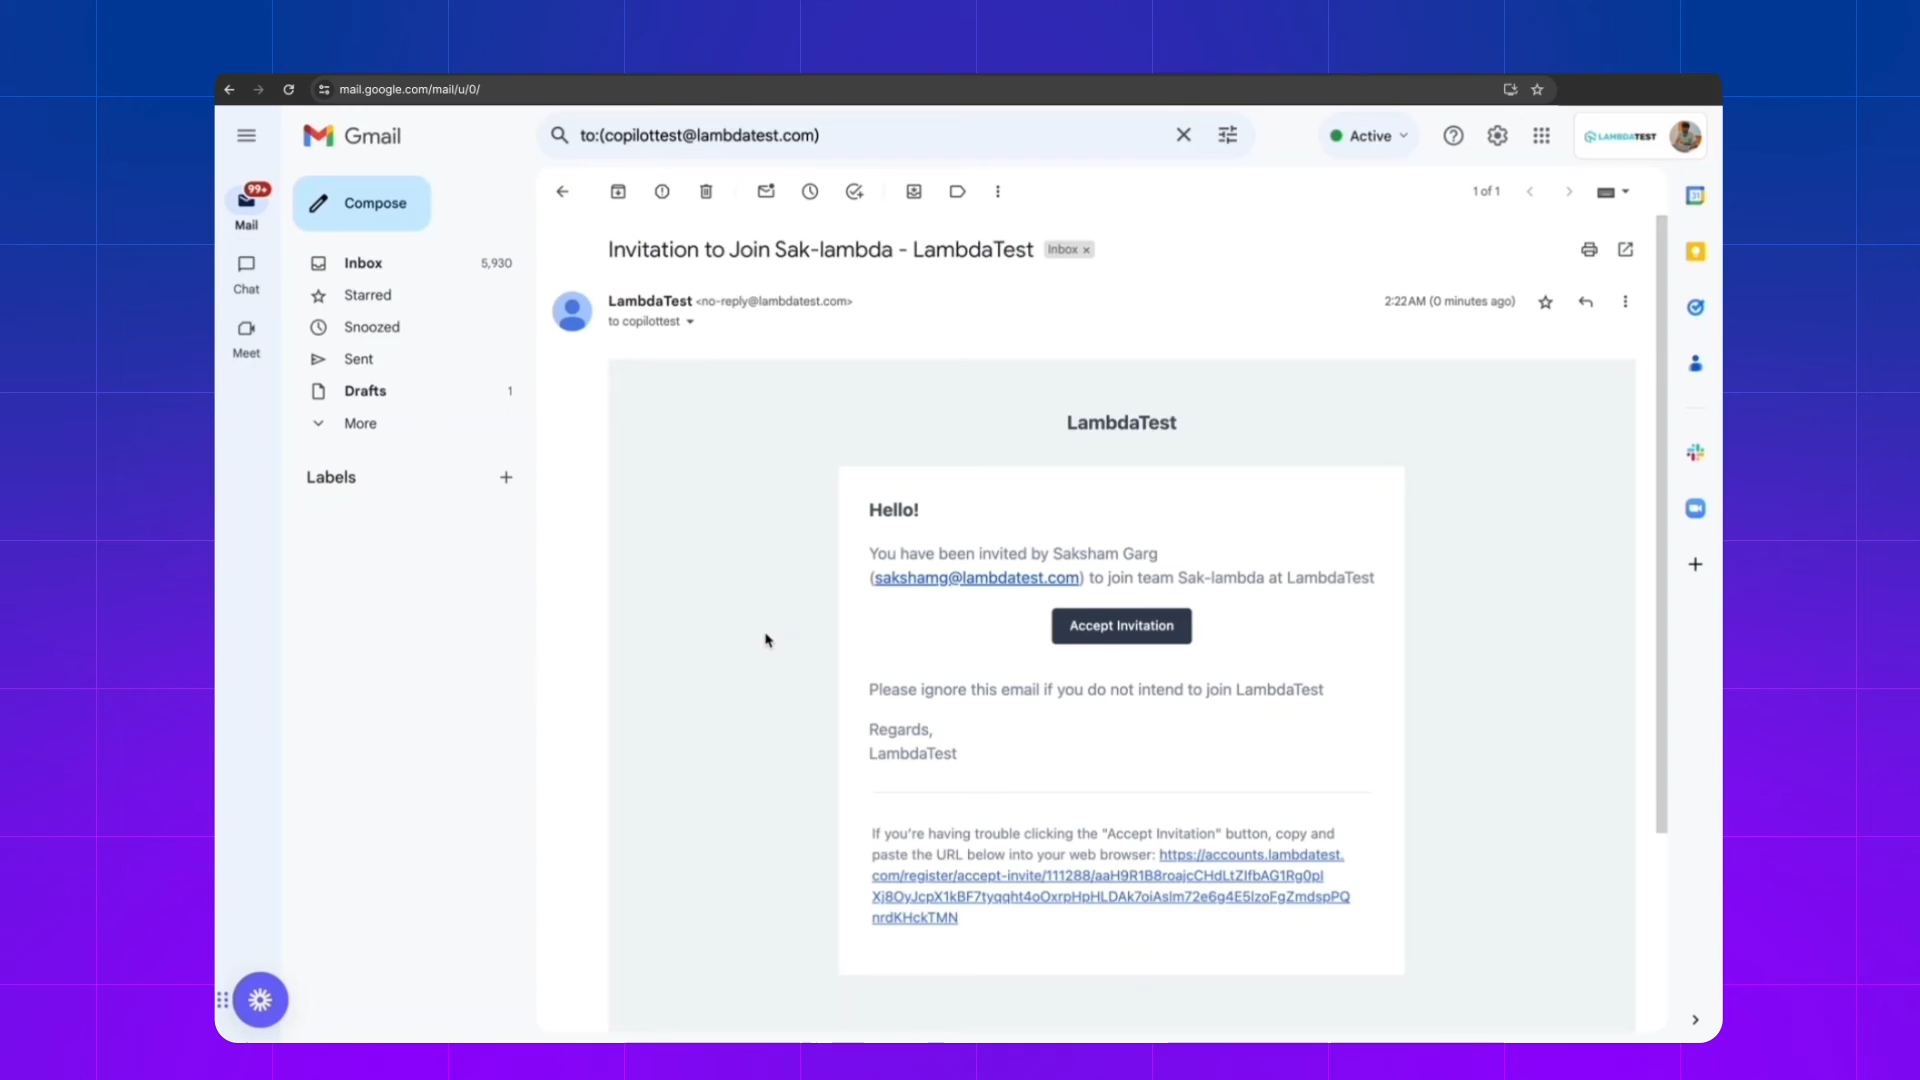 mail.google.com/mail/u/0/
Gmail
to:(copilottest@lambdatest.com)
Active
LAMBDATEST
99+
Mail
Chat
Meet
Compose
Inbox 5,930
Starred
Snoozed
Sent
Drafts 1
More
Labels
1 of 1
31
Invitation to Join Sak-lambda - LambdaTest Inbox ×
LambdaTest <no-reply@lambdatest.com>
2:22 AM (0 minutes ago)
to copilottest
LambdaTest
Hello!
You have been invited by Saksham Garg
(sakshamg@lambdatest.com) to join team Sak-lambda at LambdaTest
Accept Invitation
Please ignore this email if you do not intend to join LambdaTest
Regards,
LambdaTest
If you're having trouble clicking the "Accept Invitation" button, copy and
paste the URL below into your web browser: https://accounts.lambdatest.
com/register/accept-invite/111288/aaH9R1B8roajcCHdLtZIfbAG1Rg0pI
Xj8OyJcpX1kBF7tyqqht4oOxrpHpHLDAk7oiAslm72e6g4E5IzoFgZmdspPQ
nrdKHckTMN